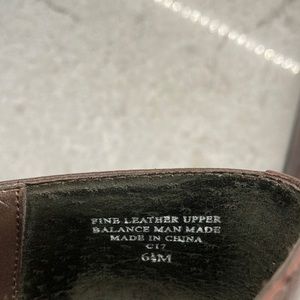 FINE LEATHER UPPER
BALANCE MAN MADE
MADE IN CHINA
C17
6½M